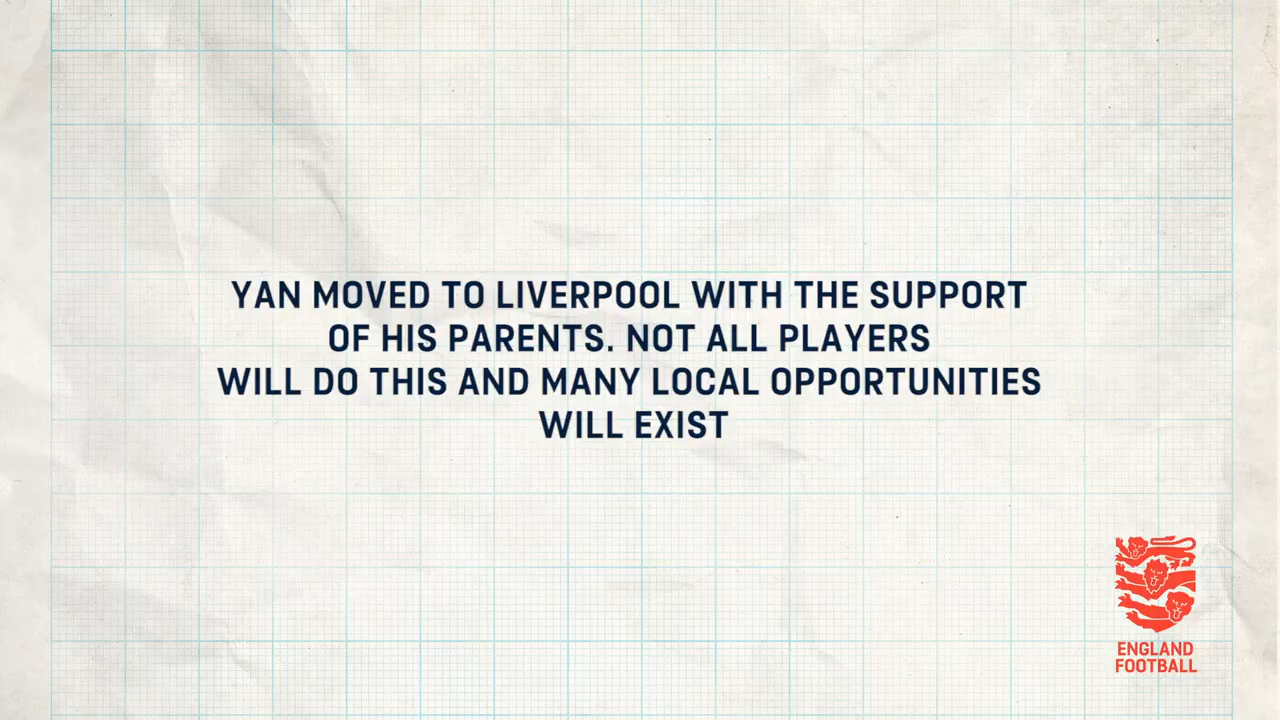 YAN MOVED TO LIVERPOOL WITH THE SUPPORT
OF HIS PARENTS. NOT ALL PLAYERS
WILL DO THIS AND MANY LOCAL OPPORTUNITIES
WILL EXIST
ENGLAND
FOOTBALL